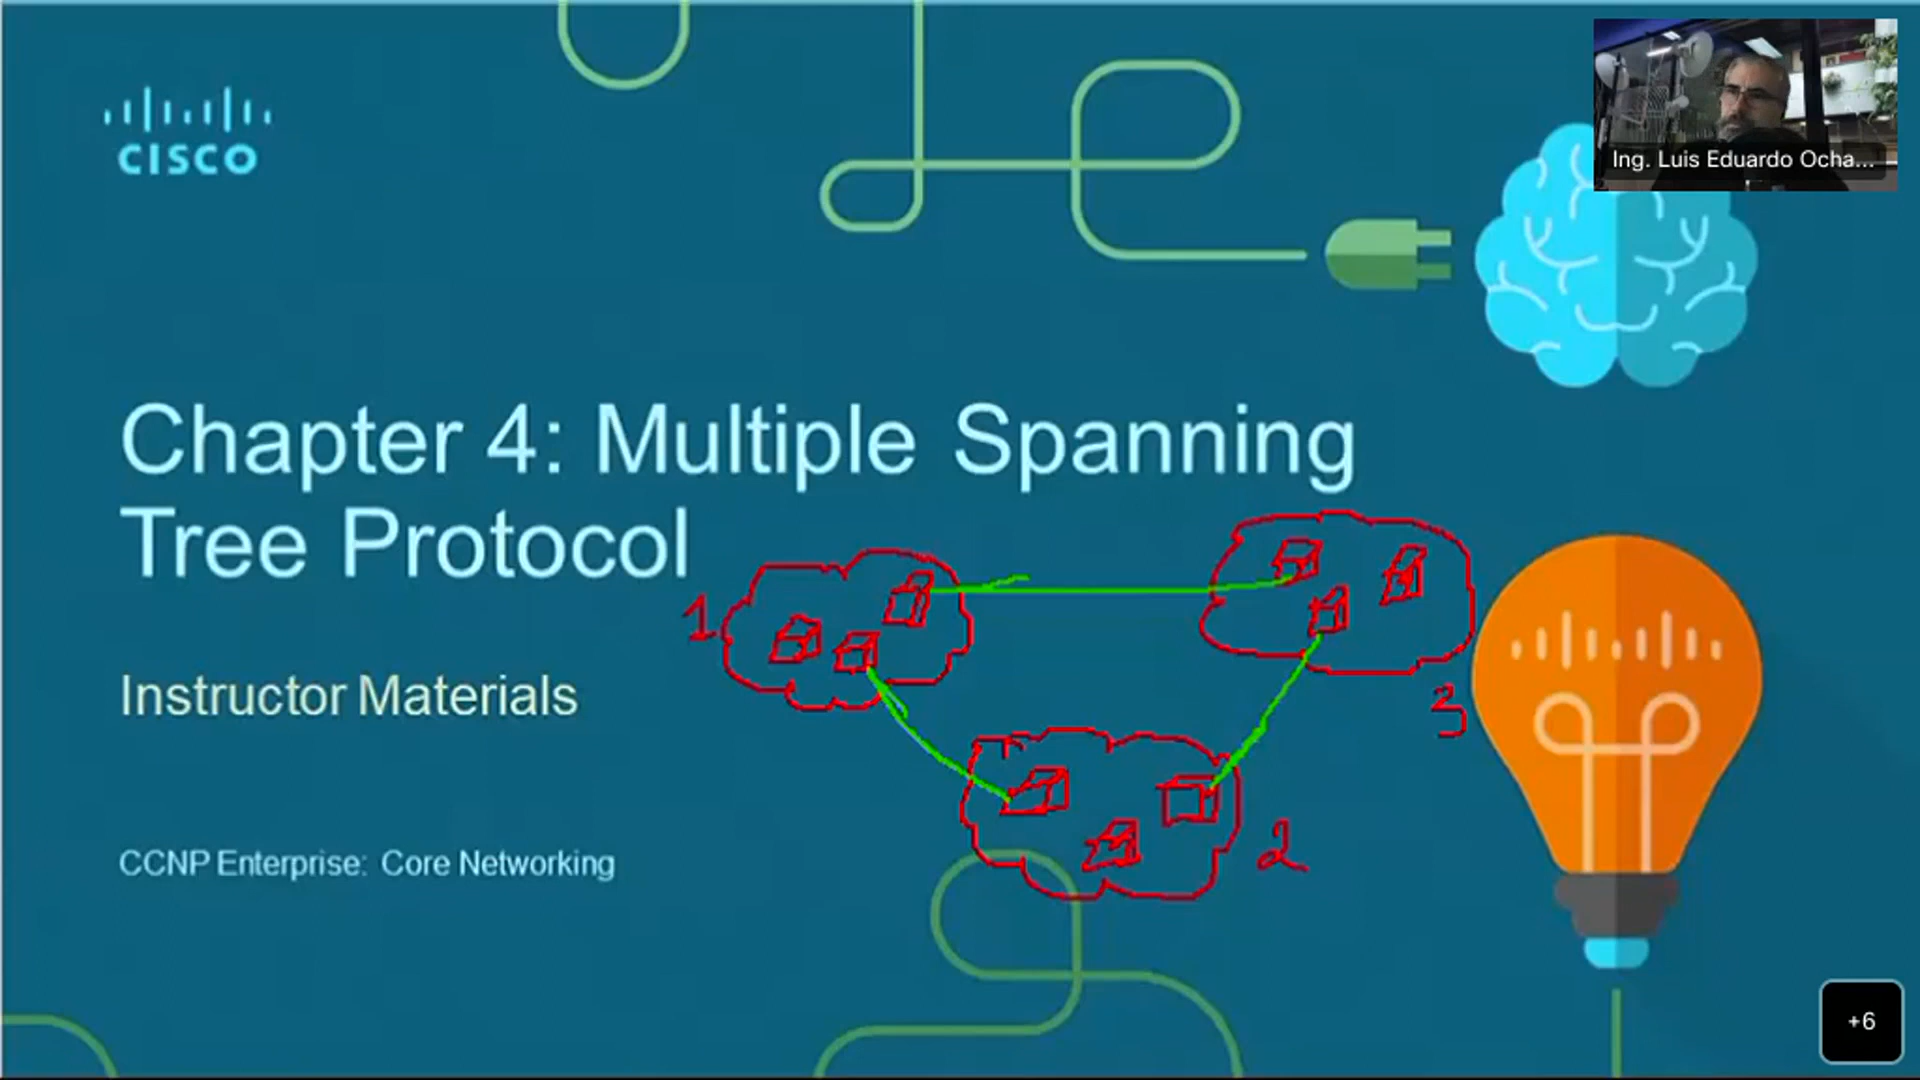 CISCO
Ing. Luis Eduardo Ocha...
Chapter 4: Multiple Spanning
Tree Protocol
1
3
Instructor Materials
2
CCNP Enterprise: Core Networking
+6